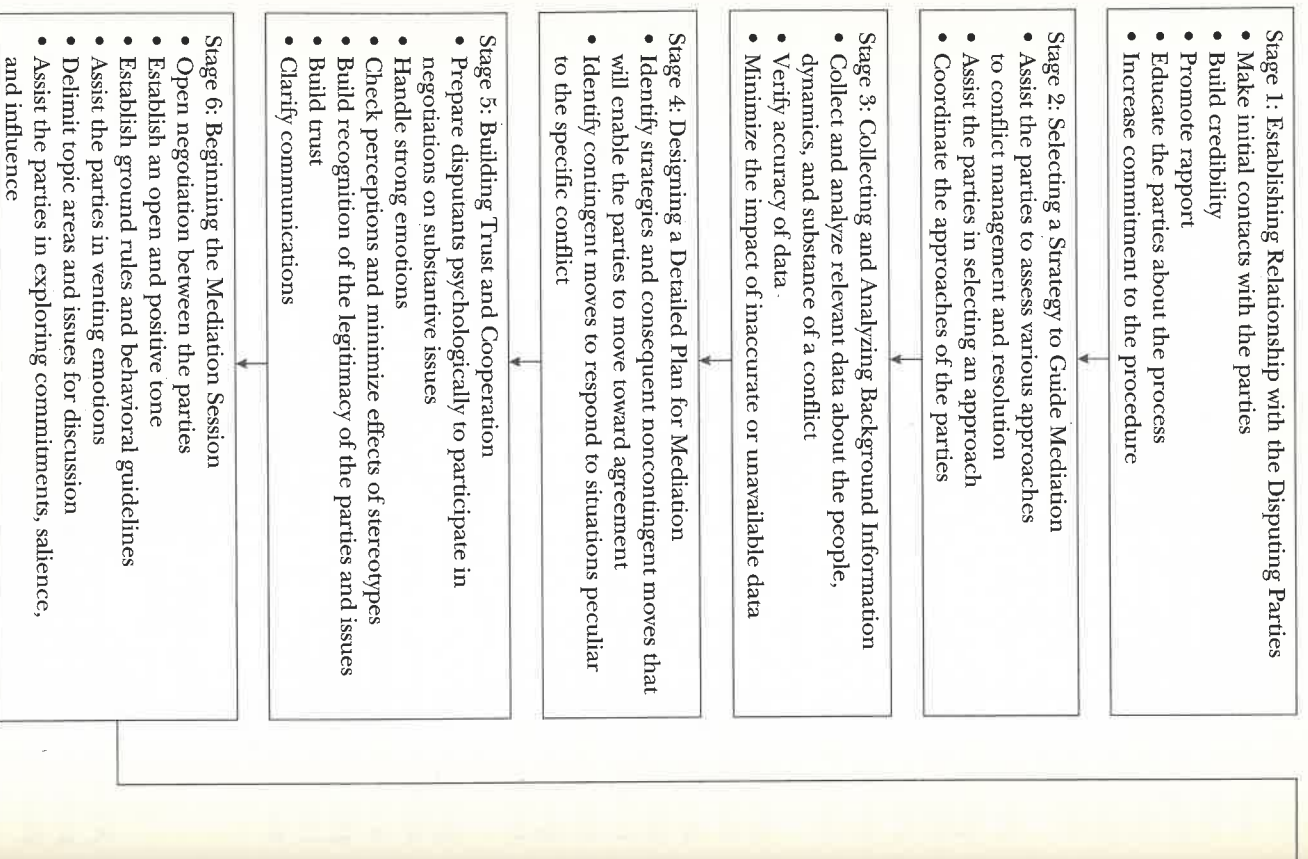 Stage 1: Establishing Relationship with the Disputing Parties
• Make initial contacts with the parties
• Build credibility
• Promote rapport
• Educate the parties about the process
• Increase commitment to the procedure
Stage 2: Selecting a Strategy to Guide Mediation
• Assist the parties to assess various approaches
to conflict management and resolution
• Assist the parties in selecting an approach
• Coordinate the approaches of the parties
Stage 3: Collecting and Analyzing Background Information
• Collect and analyze relevant data about the people,
dynamics, and substance of a conflict
• Verify accuracy of data
• Minimize the impact of inaccurate or unavailable data
Stage 4: Designing a Detailed Plan for Mediation
• Identify strategies and consequent noncontingent moves that
will enable the parties to move toward agreement
• Identify contingent moves to respond to situations peculiar
to the specific conflict
Stage 5: Building Trust and Cooperation
• Prepare disputants psychologically to participate in
negotiations on substantive issues
• Handle strong emotions
• Check perceptions and minimize effects of stereotypes
• Build recognition of the legitimacy of the parties and issues
• Build trust
• Clarify communications
Stage 6: Beginning the Mediation Session
• Open negotiation between the parties
• Establish an open and positive tone
• Establish ground rules and behavioral guidelines
• Assist the parties in venting emotions
• Delimit topic areas and issues for discussion
• Assist the parties in exploring commitments, salience,
and influence